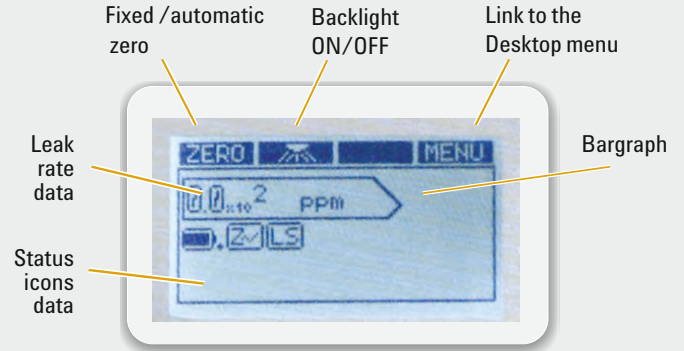 Fixed /automatic
zero
Backlight
ON/OFF
Link to the
Desktop menu
Leak
rate
data
Bargraph
Status
icons
data
ZERO MENU
0.0x10 2 ppm
Z✓ LS